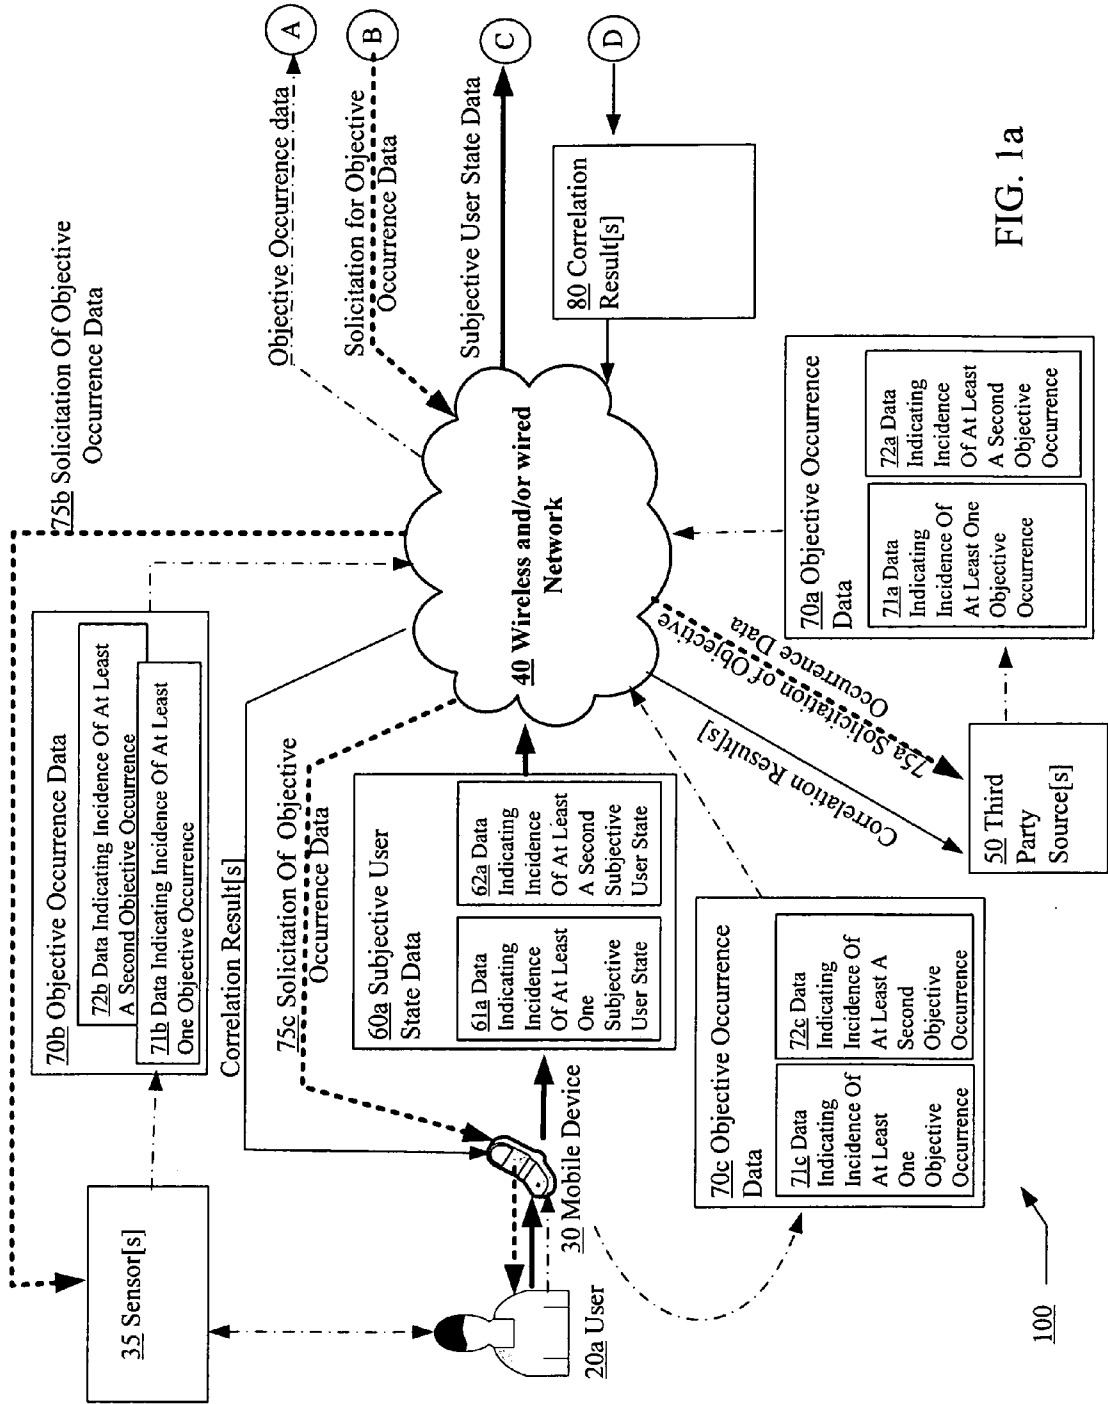 35 Sensor[s]
20a User
30 Mobile Device
75b Solicitation Of Objective
Occurrence Data
70b Objective Occurrence Data
72b Data Indicating Incidence Of At Least
A Second Objective Occurrence
71b Data Indicating Incidence Of At Least
One Objective Occurrence
Correlation Result[s]
75c Solicitation Of Objective
Occurrence Data
60a Subjective User
State Data
61a Data
Indicating
Incidence
Of At Least
One
Subjective
User State
62a Data
Indicating
Incidence
Of At Least
A Second
Subjective
User State
70c Objective Occurrence
Data
71c Data
Indicating
Incidence Of
At Least
One
Objective
Occurrence
72c Data
Indicating
Incidence Of
At Least A
Second
Objective
Occurrence
40 Wireless and/or wired
Network
Correlation Result[s]
75a Solicitation of Objective
Occurrence Data
50 Third
Party
Source[s]
70a Objective Occurrence
Data
71a Data
Indicating
Incidence Of
At Least One
Objective
Occurrence
72a Data
Indicating
Incidence
Of At Least
A Second
Objective
Occurrence
Objective Occurrence data
A
Solicitation for Objective
Occurrence Data
B
Subjective User State Data
C
80 Correlation
Result[s]
D
100
FIG. 1a